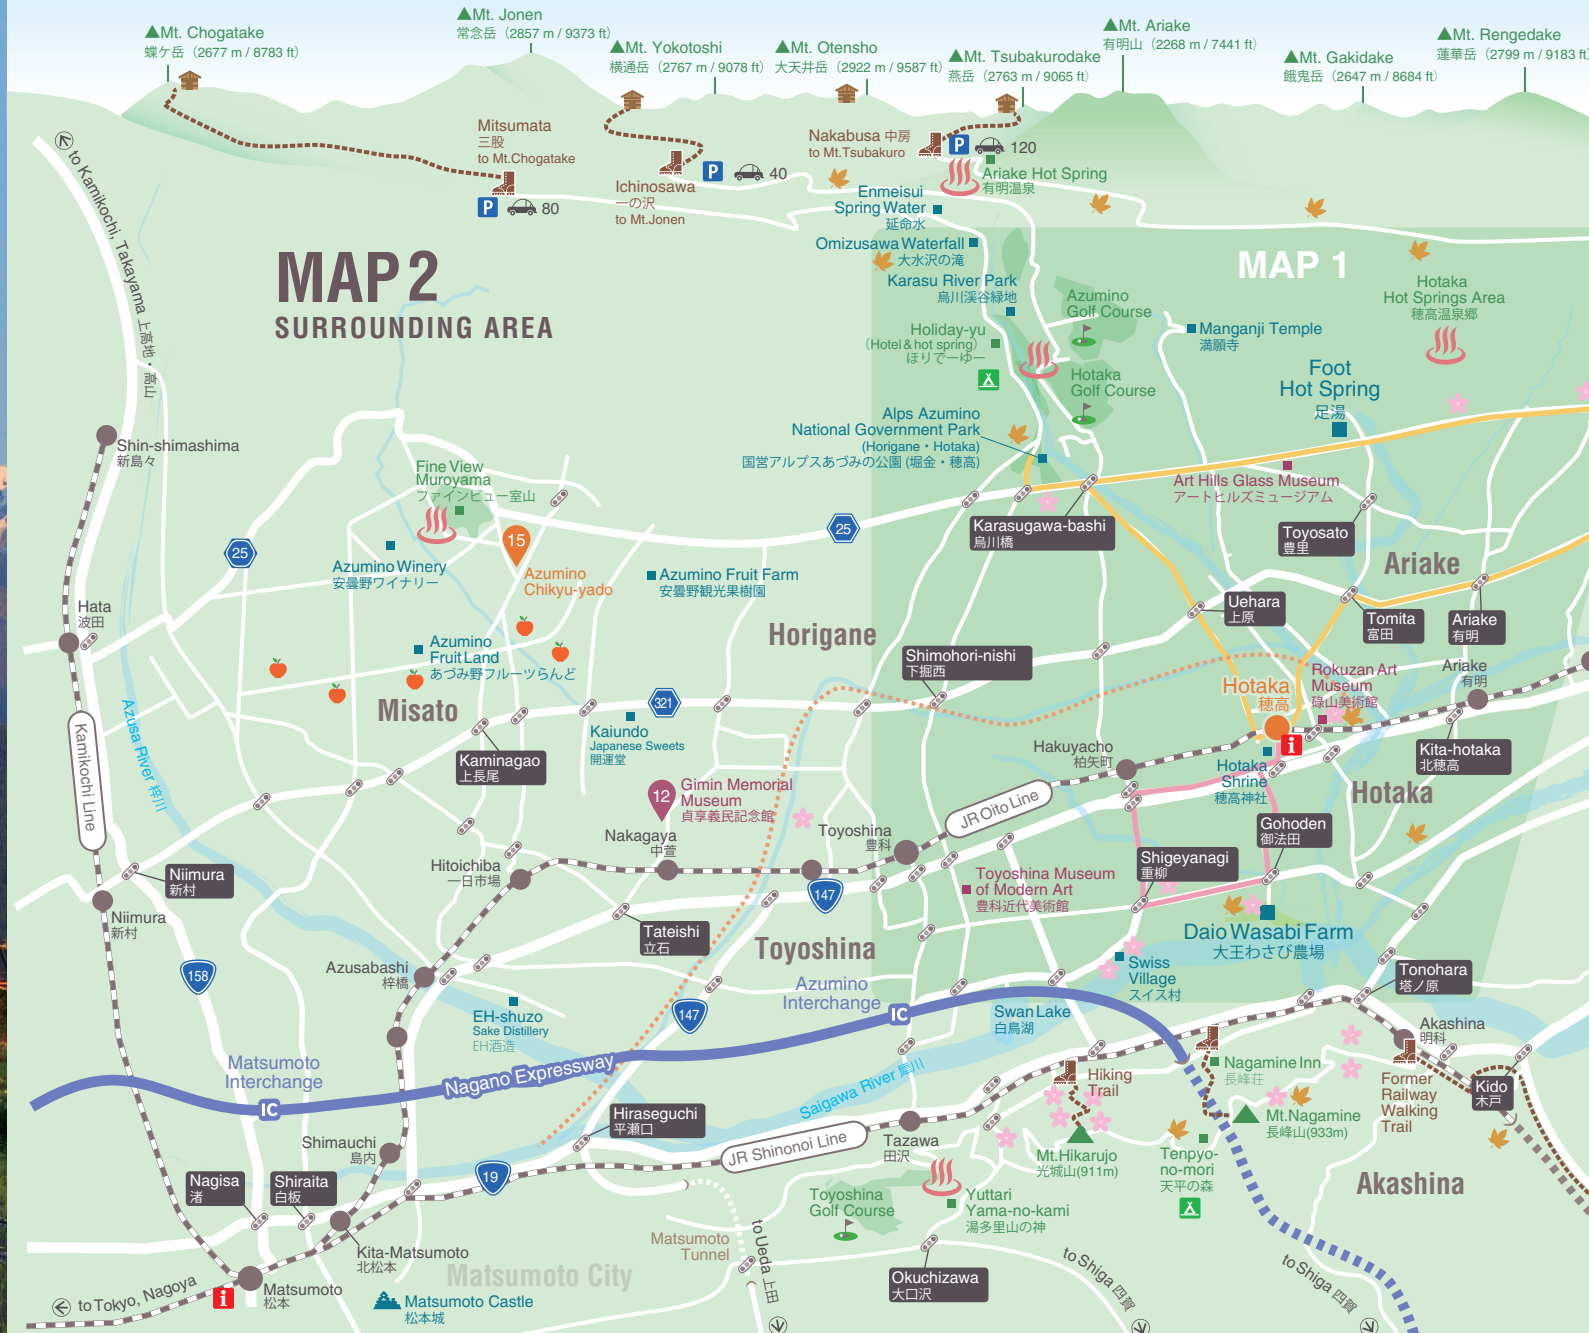 ▲Mt. Chogatake
蝶ケ岳（2677 m / 8783 ft）
▲Mt. Jonen
常念岳（2857 m / 9373 ft）
▲Mt. Yokotoshi
横通岳（2767 m / 9078 ft）
▲Mt. Otensho
大天井岳（2922 m / 9587 ft）
▲Mt. Tsubakurodake
燕岳（2763 m / 9065 ft）
▲Mt. Ariake
有明山（2268 m / 7441 ft）
▲Mt. Gakidake
餓鬼岳（2647 m / 8684 ft）
▲Mt. Rengedake
蓮華岳（2799 m / 9183 ft）
Mitsumata
三股
to Mt.Chogatake
P 80
Ichinosawa
一の沢
to Mt.Jonen
P 40
Nakabusa 中房
to Mt.Tsubakuro
P 120
Ariake Hot Spring
有明温泉
Enmeisui
Spring Water
延命水
Omizusawa Waterfall
大水沢の滝
Karasu River Park
烏川渓谷緑地
Holiday-yu
(Hotel & hot spring)
ほりでーゆー
Azumino
Golf Course
Hotaka
Golf Course
MAP 1
Hotaka
Hot Springs Area
穂高温泉郷
Manganji Temple
満願寺
Foot
Hot Spring
足湯
MAP 2
SURROUNDING AREA
to Kamikochi, Takayama 上高地・高山
Alps Azumino
National Government Park
(Horigane・Hotaka)
国営アルプスあづみの公園 (堀金・穂高)
Art Hills Glass Museum
アートヒルズミュージアム
Karasugawa-bashi
烏川橋
Toyosato
豊里
Ariake
Shin-shimashima
新島々
Fine View
Muroyama
ファインビュー室山
25
25
15
Azumino
Chikyu-yado
Azumino Winery
安曇野ワイナリー
Azumino Fruit Farm
安曇野観光果樹園
Hata
波田
Azumino
Fruit Land
あづみ野フルーツらんど
Horigane
Shimohori-nishi
下掘西
Uehara
上原
Tomita
富田
Ariake
有明
Ariake
有明
Rokuzan Art
Museum
碌山美術館
Hotaka
穂高
i
Misato
321
Kaiundo
Japanese Sweets
開運堂
Kaminagao
上長尾
Azusa River 梓川
Kamikochi Line
Hakuyacho
柏矢町
Hotaka
Shrine
穂高神社
Kita-hotaka
北穂高
Hotaka
12
Gimin Memorial
Museum
貞享義民記念館
Nakagaya
中萱
Toyoshina
豊科
JR Oito Line
Gohoden
御法田
Shigeyanagi
重柳
Hitoichiba
一日市場
Niimura
新村
Niimura
新村
147
Toyoshina Museum
of Modern Art
豊科近代美術館
Tateishi
立石
Toyoshina
Daio Wasabi Farm
大王わさび農場
Swiss
Village
スイス村
Tonohara
塔ノ原
158
Azusabashi
梓橋
Azumino
Interchange
IC
147
EH-shuzo
Sake Distillery
EH酒造
Swan Lake
白鳥湖
Akashina
明科
Matsumoto
Interchange
IC
Nagano Expressway
Saigawa River 犀川
Hiking
Trail
Nagamine Inn
長峰荘
Former
Railway
Walking
Trail
Kido
木戸
Hiraseguchi
平瀬口
Mt.Nagamine
長峰山(933m)
Shimauchi
島内
JR Shinonoi Line
Tazawa
田沢
Mt.Hikarujo
光城山(911m)
Tenpyo-
no-mori
天平の森
Akashina
Nagisa
渚
Shiraita
白板
19
Toyoshina
Golf Course
Yuttari
Yama-no-kami
湯多里山の神
Kita-Matsumoto
北松本
Matsumoto
Tunnel
to Ueda 上田
Okuchizawa
大口沢
to Shiga 四賀
to Shiga 四賀
to Tokyo, Nagoya
i
Matsumoto
松本
Matsumoto City
Matsumoto Castle
松本城